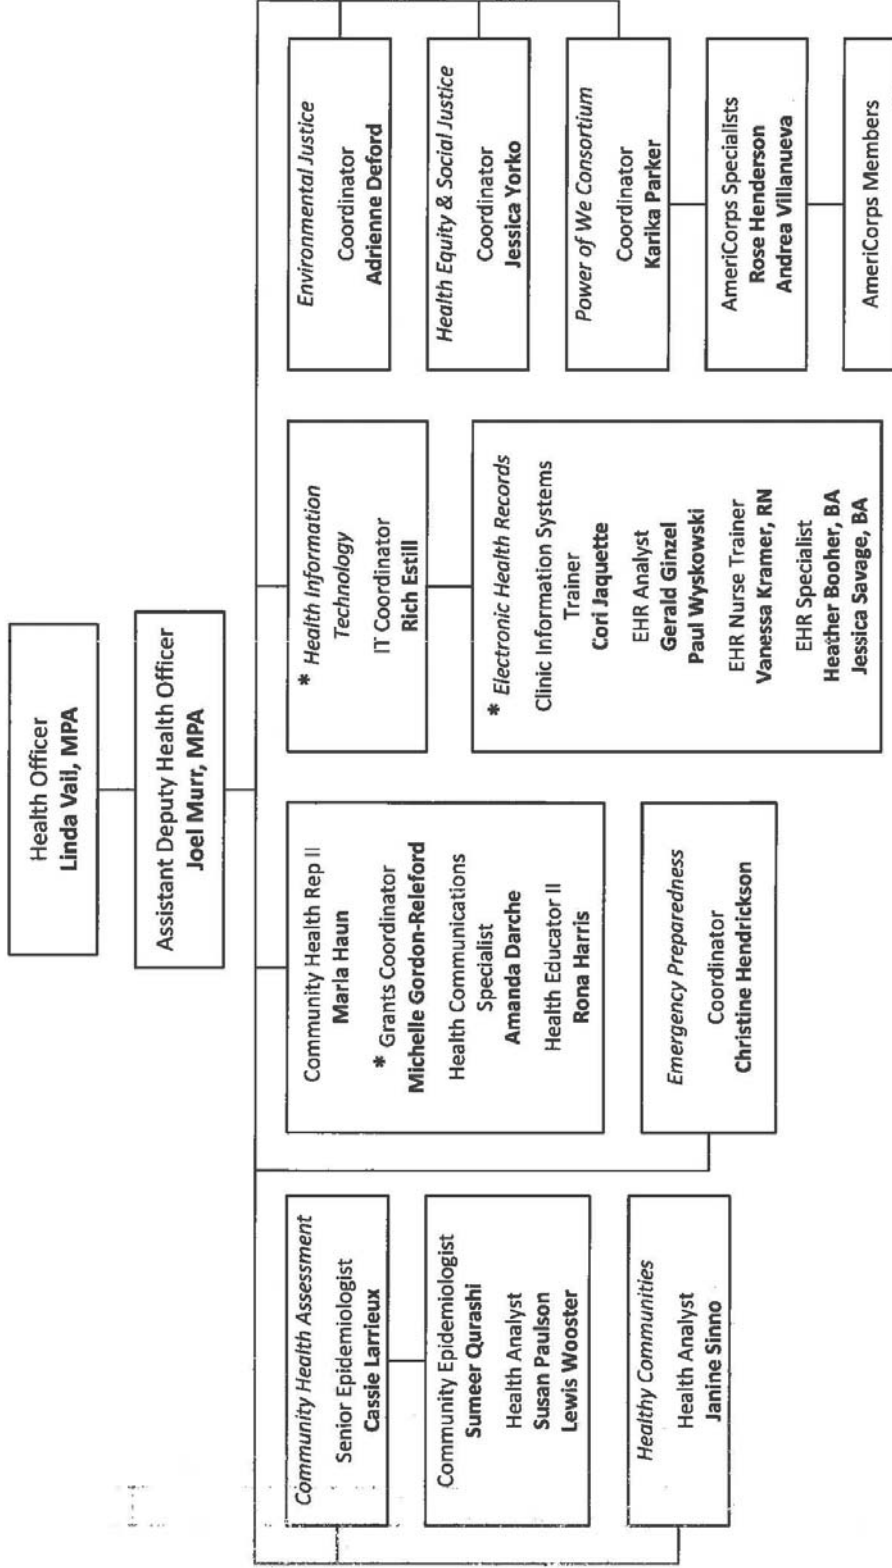 Health Officer
Linda Vail, MPA
Assistant Deputy Health Officer
Joel Murr, MPA
Community Health Assessment
Senior Epidemiologist
Cassie Larrieux
Community Epidemiologist
Sumeer Qurashi
Health Analyst
Susan Paulson
Lewis Wooster
Healthy Communities
Health Analyst
Janine Sinno
Community Health Rep II
Marla Haun
* Grants Coordinator
Michelle Gordon-Releford
Health Communications
Specialist
Amanda Darche
Health Educator II
Rona Harris
Emergency Preparedness
Coordinator
Christine Hendrickson
* Health Information
Technology
IT Coordinator
Rich Estill
* Electronic Health Records
Clinic Information Systems
Trainer
Cori Jaquette
EHR Analyst
Gerald Ginzel
Paul Wyskowski
EHR Nurse Trainer
Vanessa Kramer, RN
EHR Specialist
Heather Booher, BA
Jessica Savage, BA
Environmental Justice
Coordinator
Adrienne Deford
Health Equity & Social Justice
Coordinator
Jessica Yorko
Power of We Consortium
Coordinator
Karika Parker
AmeriCorps Specialists
Rose Henderson
Andrea Villanueva
AmeriCorps Members